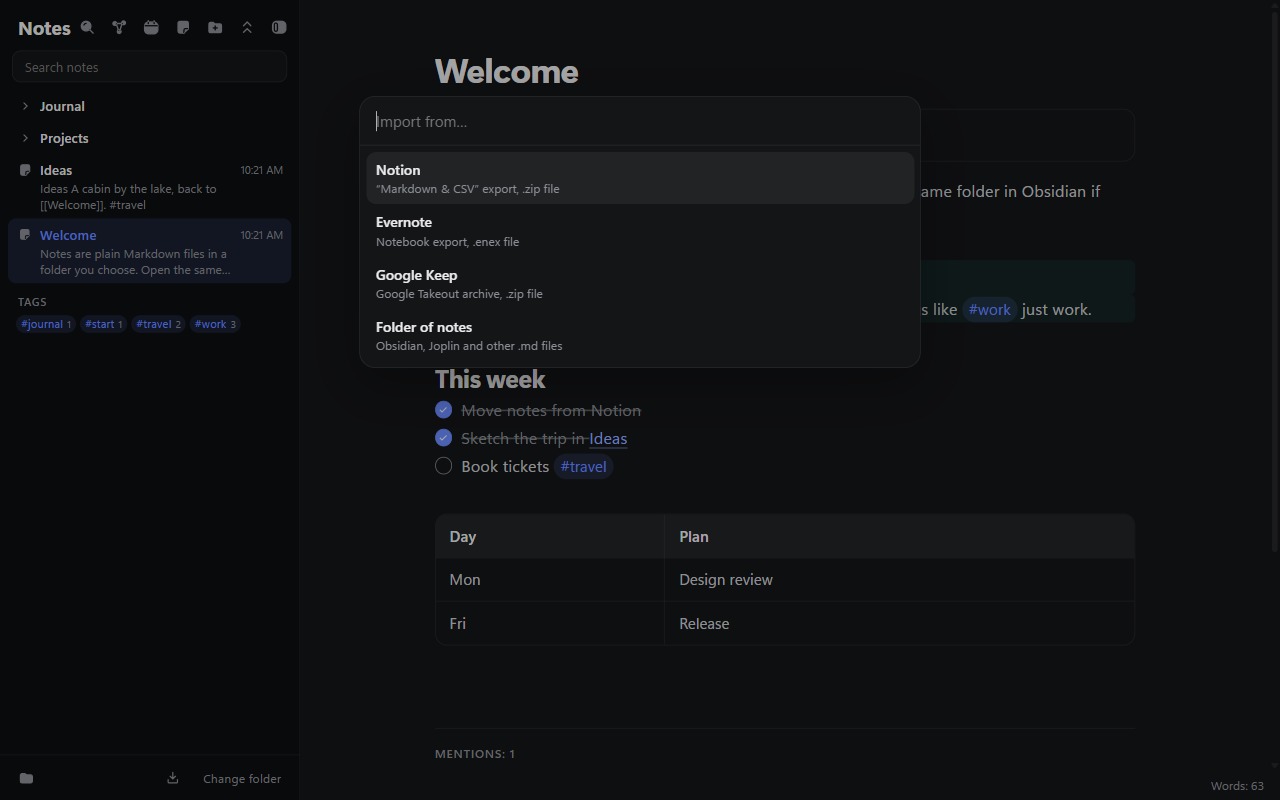 Notes
Search notes
Journal
Projects
Ideas 10:21 AM
Ideas A cabin by the lake, back to
[[Welcome]]. #travel
Welcome 10:21 AM
Notes are plain Markdown files in a
folder you choose. Open the same...
TAGS
#journal 1 #start 1 #travel 2 #work 3
Change folder
Welcome
Import from...
Notion
"Markdown & CSV" export, .zip file
Evernote
Notebook export, .enex file
Google Keep
Google Takeout archive, .zip file
Folder of notes
Obsidian, Joplin and other .md files
ame folder in Obsidian if
s like #work just work.
This week
Move notes from Notion
Sketch the trip in Ideas
Book tickets #travel
Day Plan
Mon Design review
Fri Release
MENTIONS: 1
Words: 63